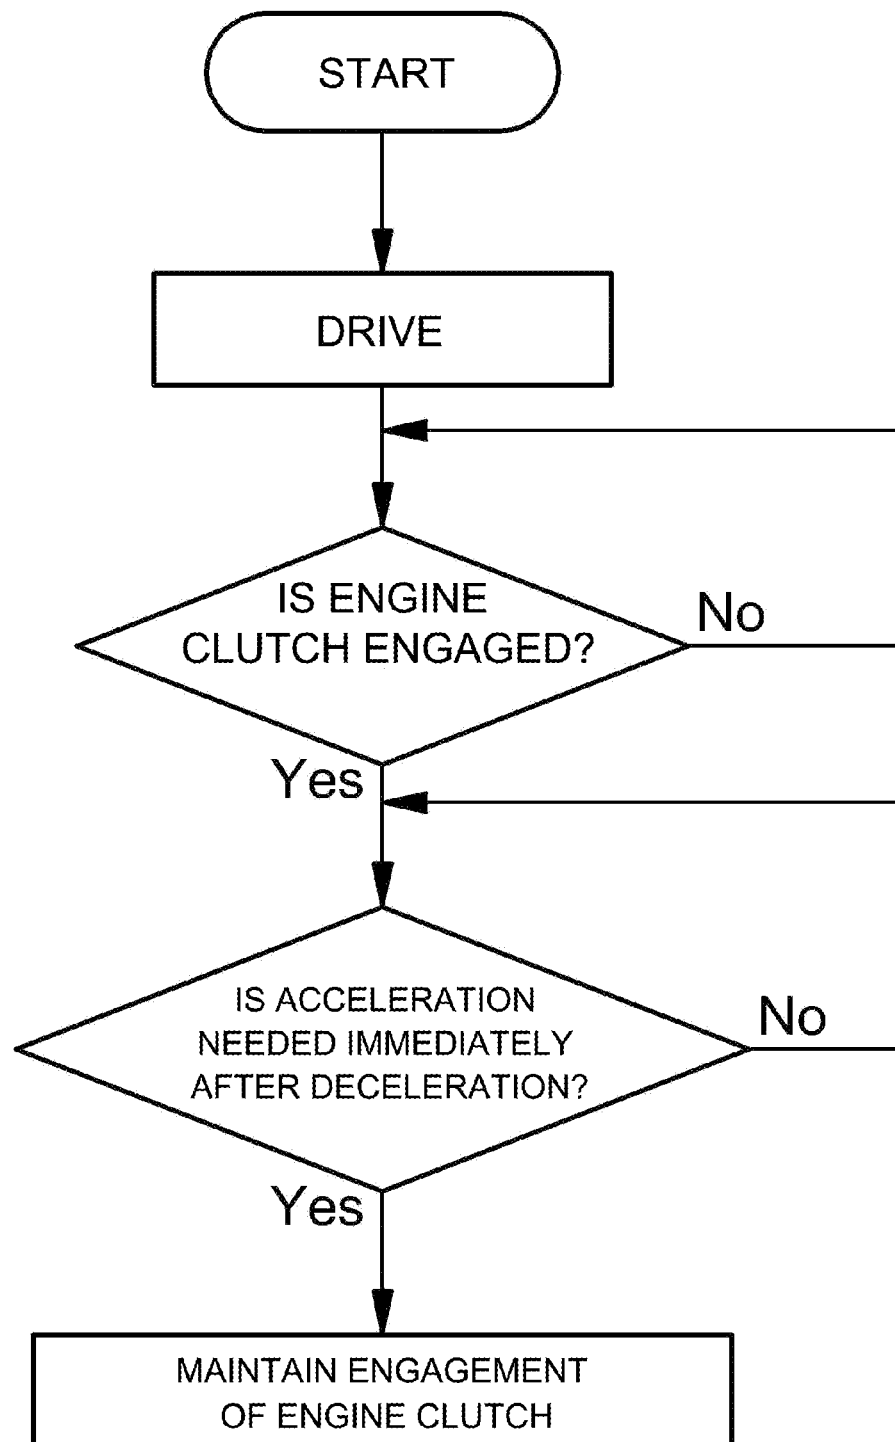 START
DRIVE
IS ENGINE
CLUTCH ENGAGED?
No
Yes
IS ACCELERATION
NEEDED IMMEDIATELY
AFTER DECELERATION?
No
Yes
MAINTAIN ENGAGEMENT
OF ENGINE CLUTCH